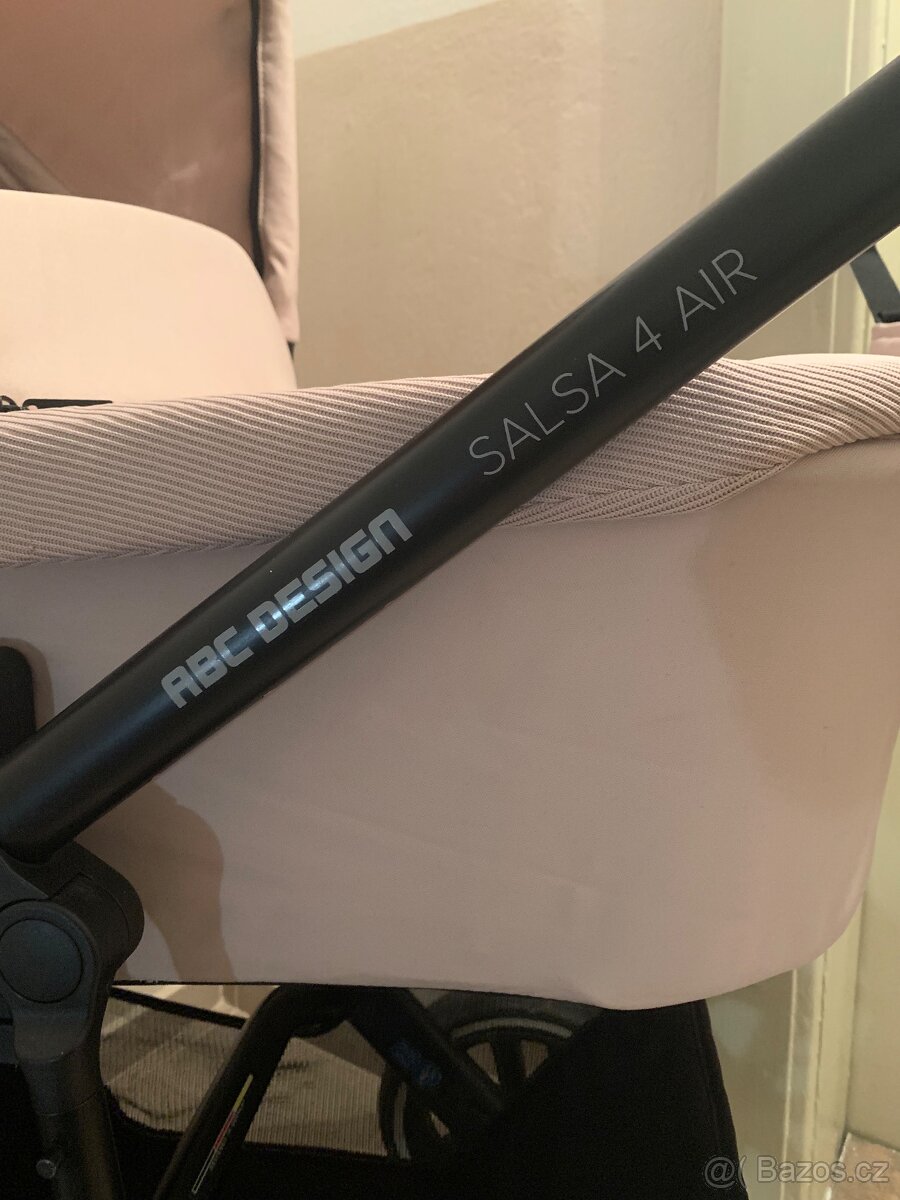 SALSA 4 AIR
ABC DESIGN
@( Bazos.cz